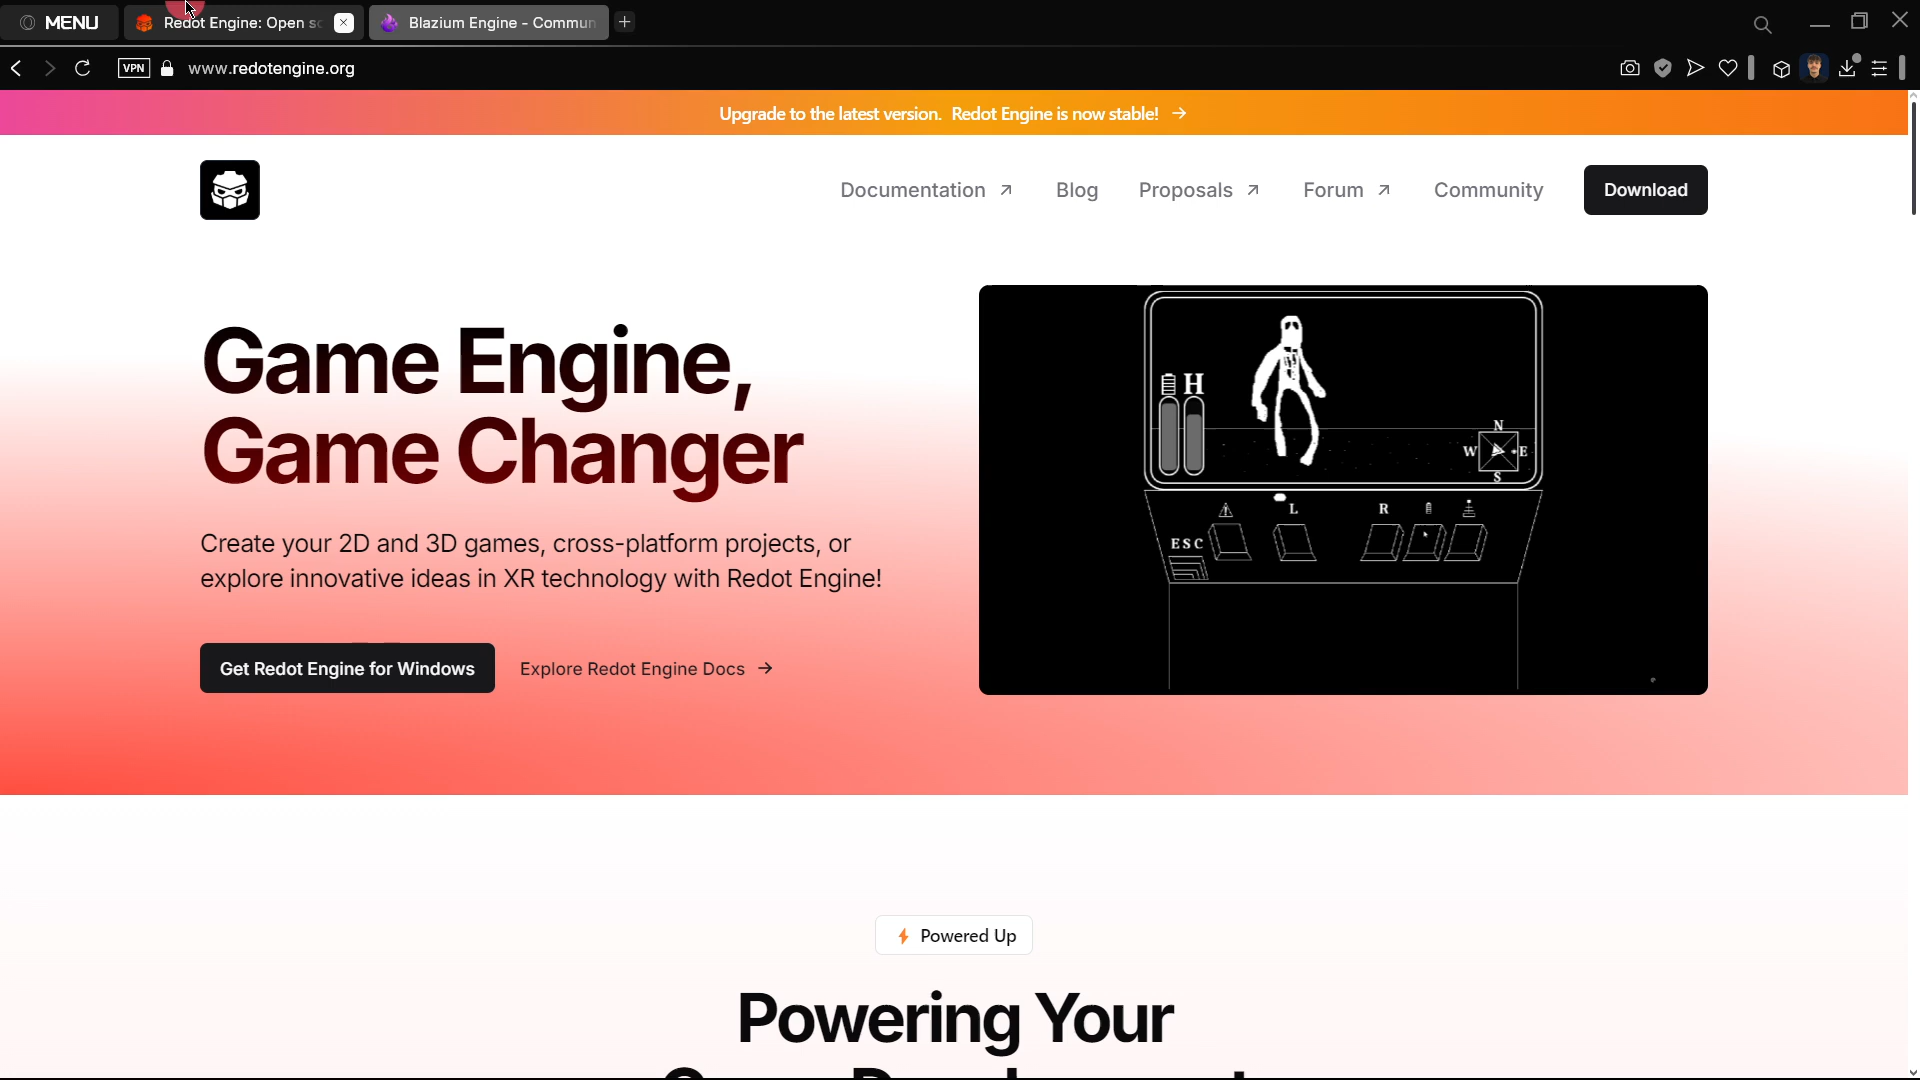 MENU
Redot Engine: Open sc
Blazium Engine - Commun
VPN
www.redotengine.org
Upgrade to the latest version. Redot Engine is now stable! →
Documentation ↗
Blog
Proposals ↗
Forum ↗
Community
Download
Game Engine,
Game Changer
Create your 2D and 3D games, cross-platform projects, or
explore innovative ideas in XR technology with Redot Engine!
Get Redot Engine for Windows
Explore Redot Engine Docs →
H
N
W E
S
L R
ESC
Powered Up
Powering Your